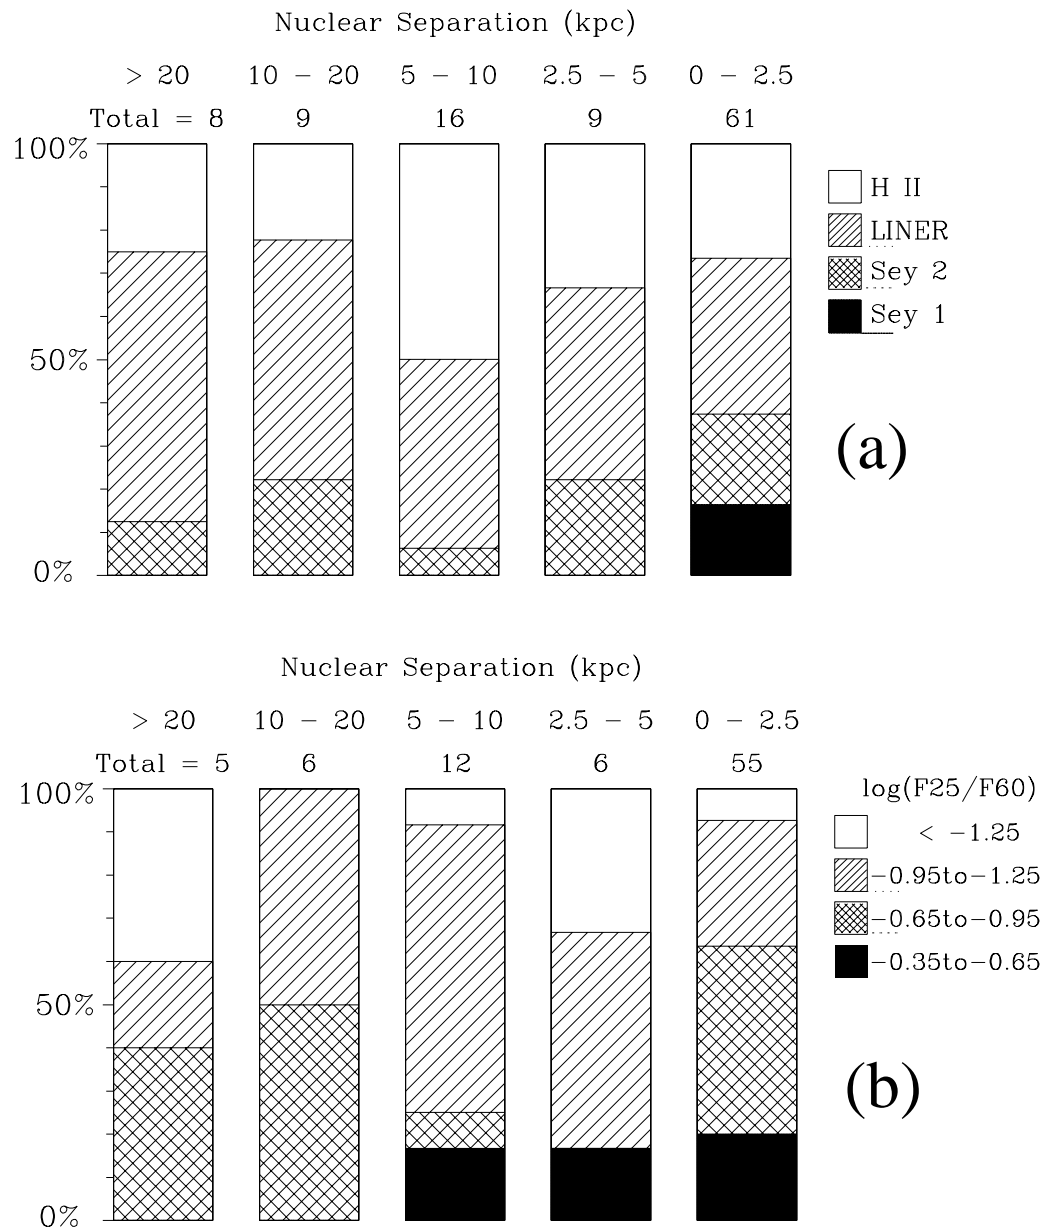 Nuclear Separation (kpc)
> 20 10 - 20 5 - 10 2.5 - 5 0 - 2.5
Total = 8 9 16 9 61
100%
50%
0%
H II
LINER
Sey 2
Sey 1
(a)
Nuclear Separation (kpc)
> 20 10 - 20 5 - 10 2.5 - 5 0 - 2.5
Total = 5 6 12 6 55
100%
50%
0%
log(F25/F60)
< -1.25
-0.95to-1.25
-0.65to-0.95
-0.35to-0.65
(b)